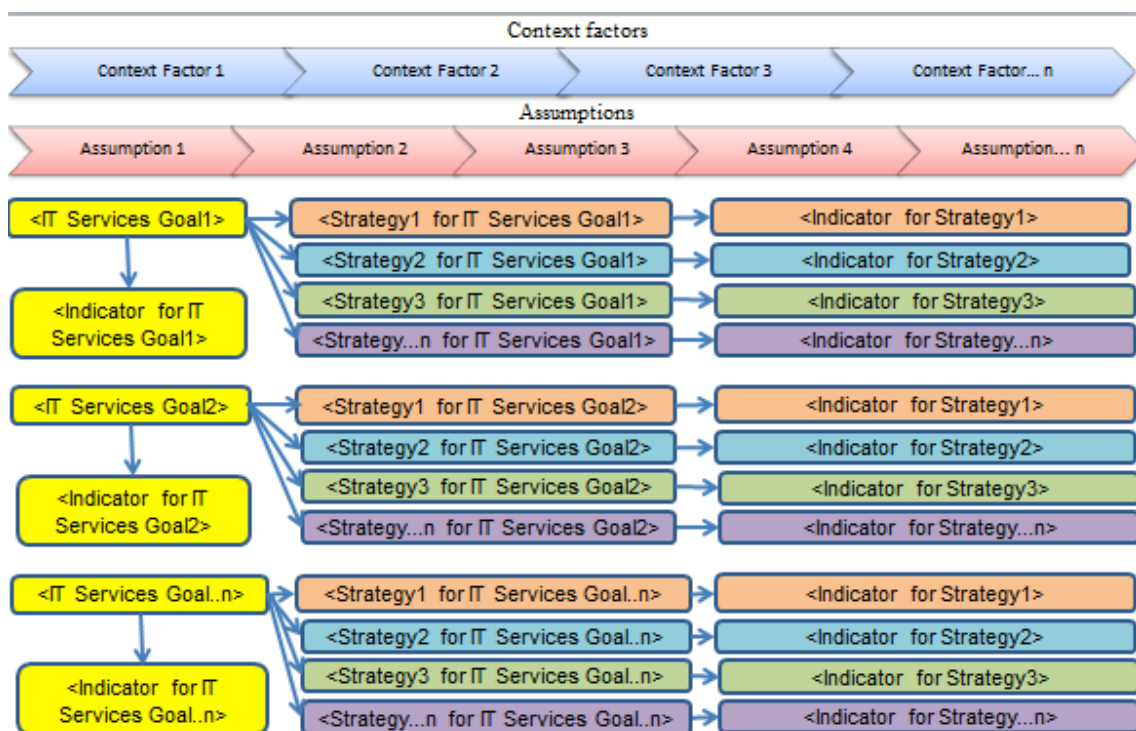 Context factors
Context Factor 1
Context Factor 2
Context Factor 3
Context Factor... n
Assumptions
Assumption 1
Assumption 2
Assumption 3
Assumption 4
Assumption... n
<IT Services Goal1>
<Strategy1 for IT Services Goal1>
<Indicator for Strategy1>
<Strategy2 for IT Services Goal1>
<Indicator for Strategy2>
<Indicator for IT
Services Goal1>
<Strategy3 for IT Services Goal1>
<Indicator for Strategy3>
<Strategy...n for IT Services Goal1>
<Indicator for Strategy...n>
<IT Services Goal2>
<Strategy1 for IT Services Goal2>
<Indicator for Strategy1>
<Strategy2 for IT Services Goal2>
<Indicator for Strategy2>
<Indicator for IT
Services Goal2>
<Strategy3 for IT Services Goal2>
<Indicator for Strategy3>
<Strategy...n for IT Services Goal2>
<Indicator for Strategy...n>
<IT Services Goal..n>
<Strategy1 for IT Services Goal..n>
<Indicator for Strategy1>
<Strategy2 for IT Services Goal..n>
<Indicator for Strategy2>
<Indicator for IT
Services Goal..n>
<Strategy3 for IT Services Goal..n>
<Indicator for Strategy3>
<Strategy...n for IT Services Goal..n>
<Indicator for Strategy...n>